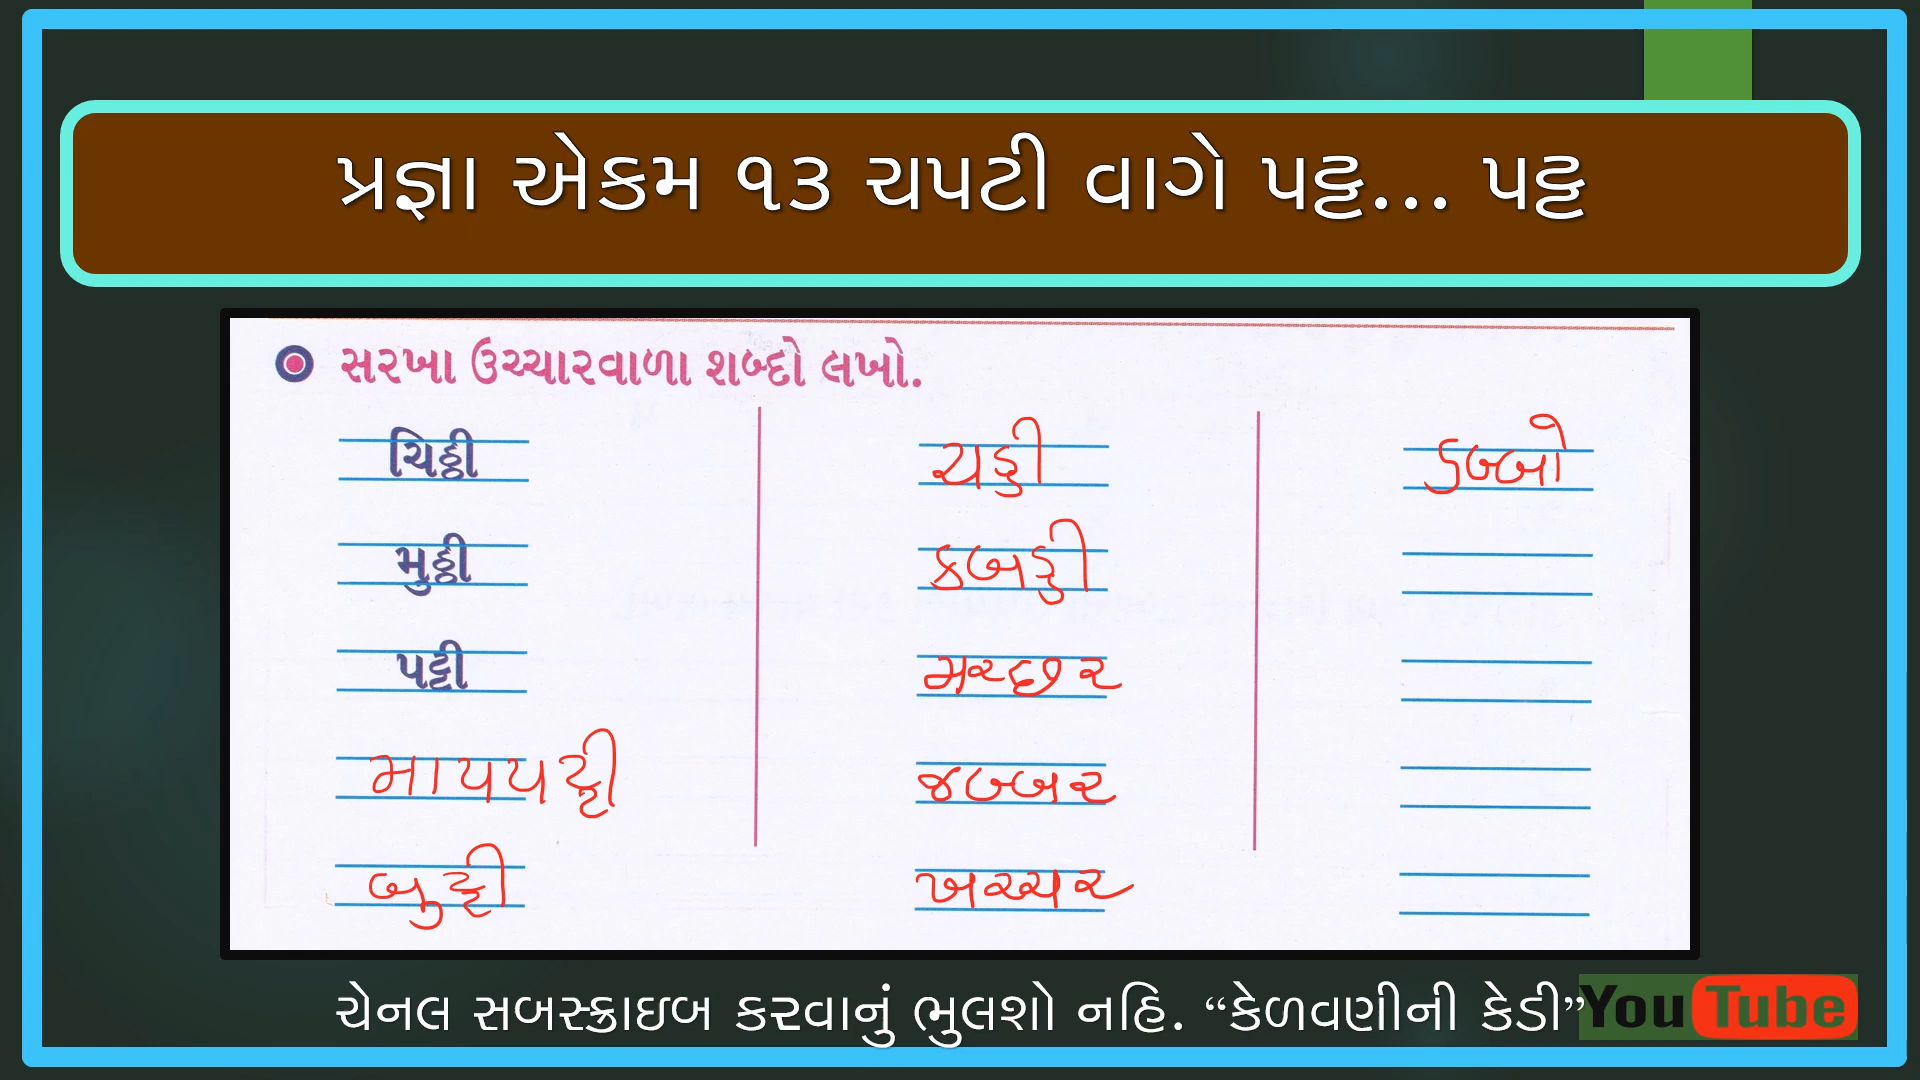 પ્રજ્ઞા એકમ ૧૩ ચપટી વાગે પટ્ટ... પટ્ટ
સરખા ઉચ્ચારવાળા શબ્દો લખો.
ચિઠ્ઠી ચડ્ડી ડબ્બો
મુઠ્ઠી કબડ્ડી
પટ્ટી મચ્છર
માપપટ્ટી જબ્બર
બુટ્ટી ખચ્ચર
ચેનલ સબસ્ક્રાઇબ કરવાનું ભુલશો નહિ. “કેળવણીની કેડી”
YouTube